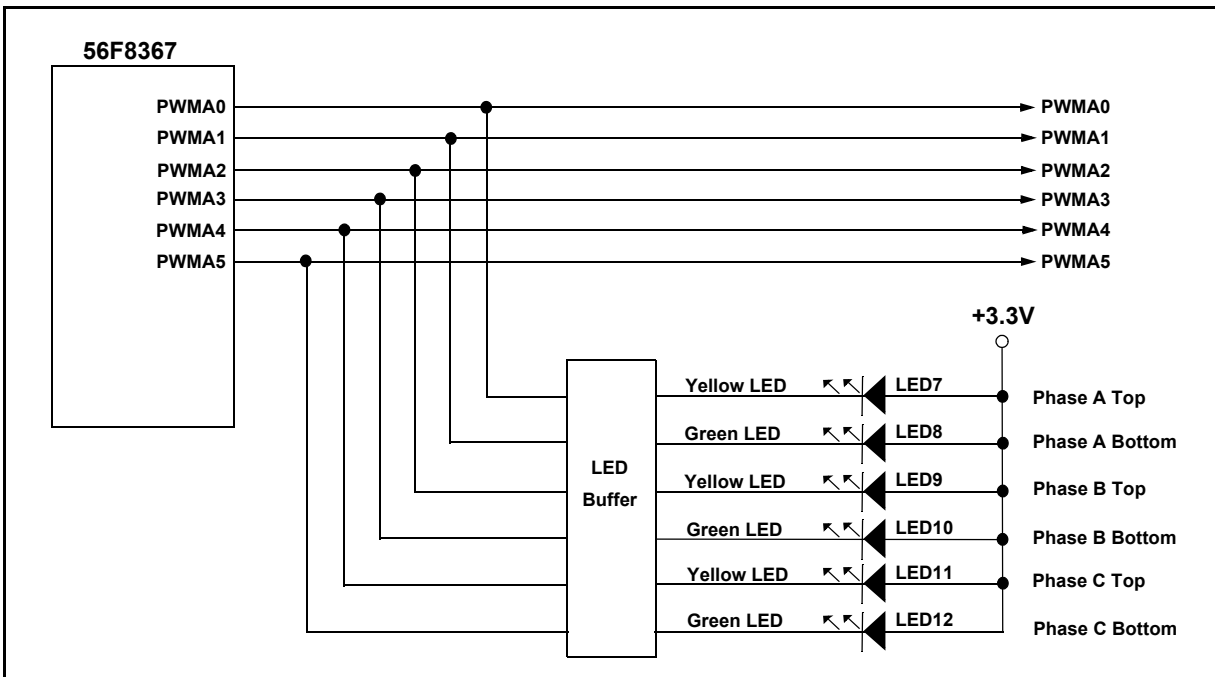 56F8367
PWMA0 PWMA0
PWMA1 PWMA1
PWMA2 PWMA2
PWMA3 PWMA3
PWMA4 PWMA4
PWMA5 PWMA5
+3.3V
LED
Buffer
Yellow LED LED7 Phase A Top
Green LED LED8 Phase A Bottom
Yellow LED LED9 Phase B Top
Green LED LED10 Phase B Bottom
Yellow LED LED11 Phase C Top
Green LED LED12 Phase C Bottom